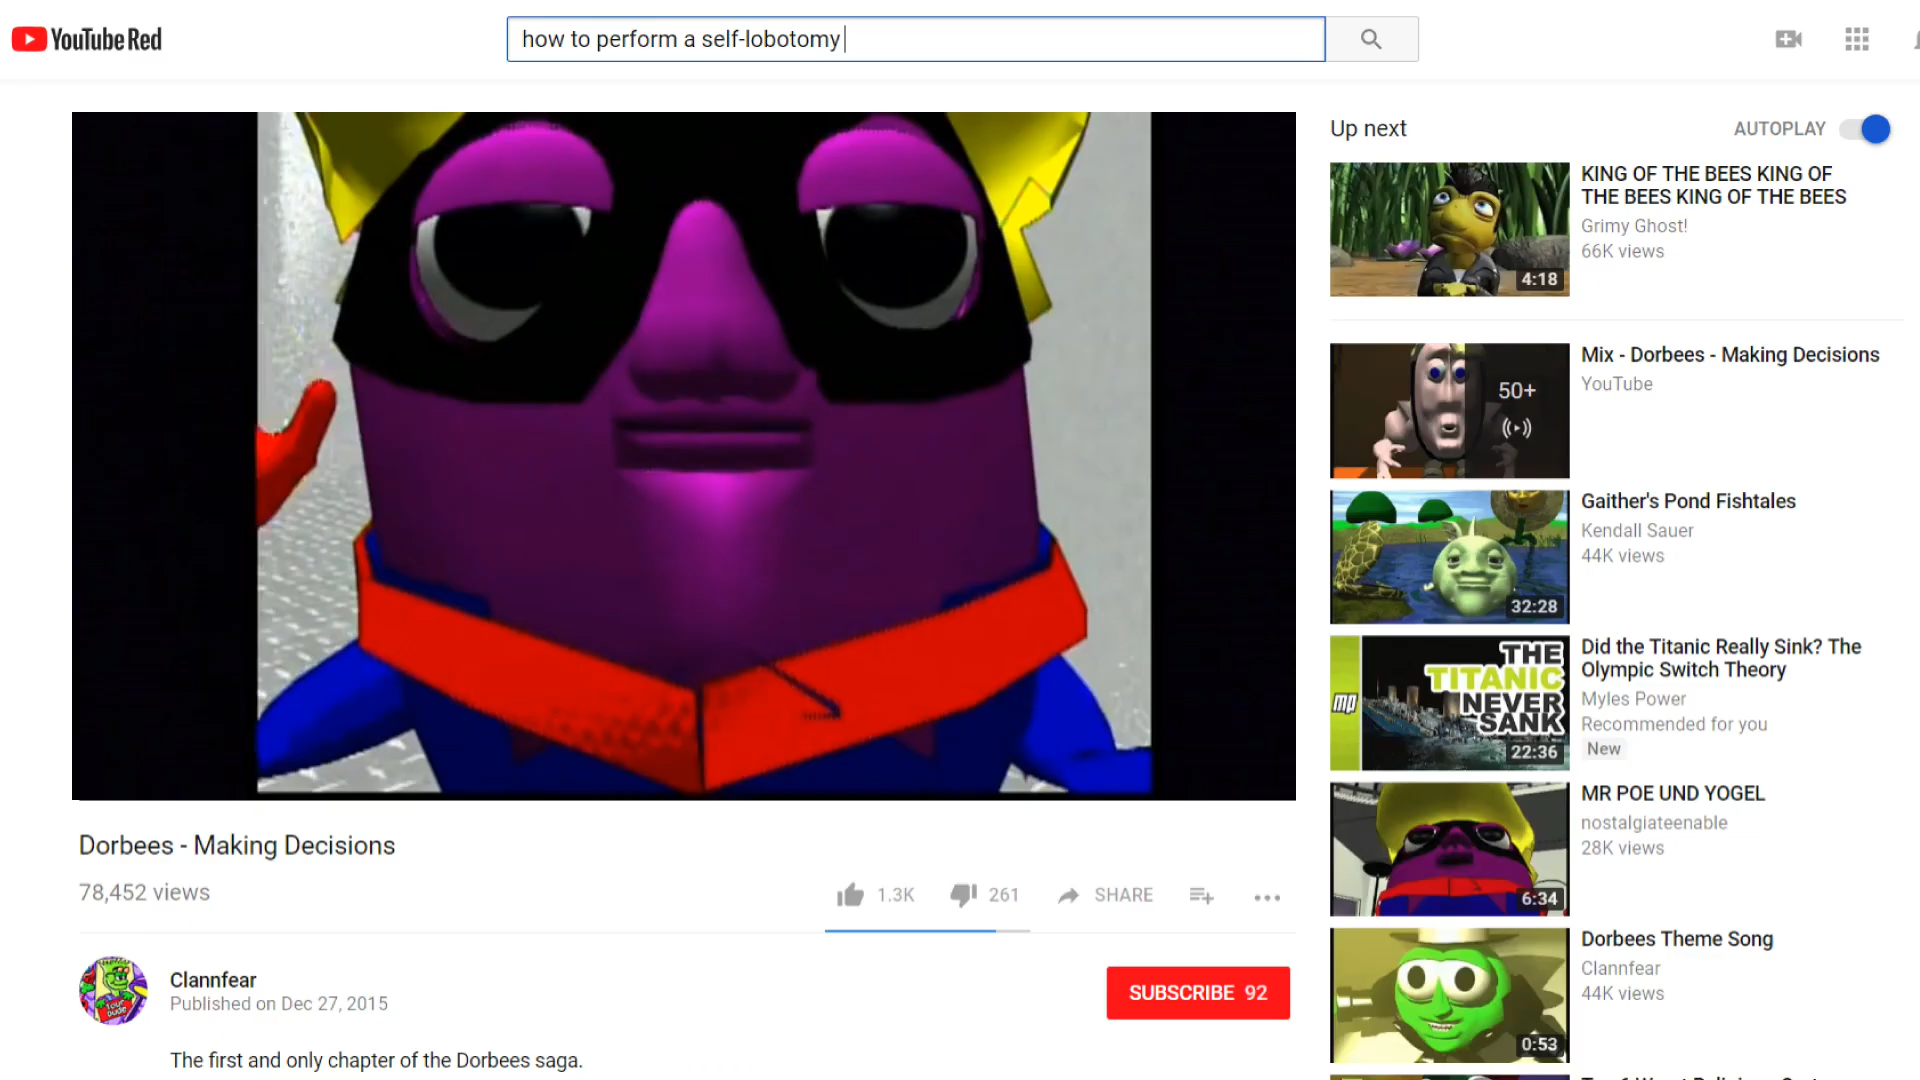 YouTube Red
how to perform a self-lobotomy
Up next
AUTOPLAY
KING OF THE BEES KING OF
THE BEES KING OF THE BEES
Grimy Ghost!
66K views
4:18
Mix - Dorbees - Making Decisions
YouTube
50+
Gaither's Pond Fishtales
Kendall Sauer
44K views
32:28
Did the Titanic Really Sink? The
Olympic Switch Theory
Myles Power
Recommended for you
New
mp
THE
TITANIC
NEVER
SANK
22:36
MR POE UND YOGEL
nostalgiateenable
28K views
6:34
Dorbees Theme Song
Clannfear
44K views
0:53
Dorbees - Making Decisions
78,452 views
1.3K
261
SHARE
Clannfear
Published on Dec 27, 2015
SUBSCRIBE 92
The first and only chapter of the Dorbees saga.